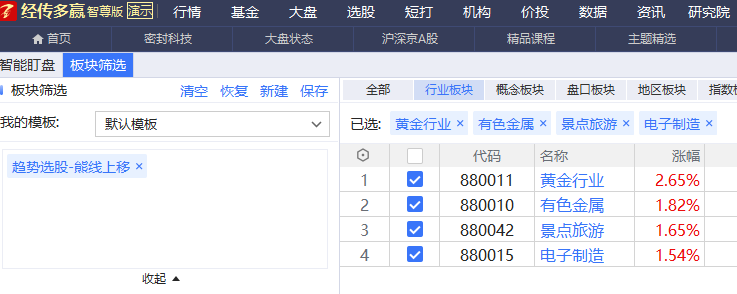 经传多赢 智尊版 演示 行情 基金 大盘 选股 短打 机构 价投 数据 资讯 研究院
首页 密封科技 大盘状态 沪深京A股 精品课程 主题精选
智能盯盘 板块筛选
板块筛选 清空 恢复 新建 保存
全部 行业板块 概念板块 盘口板块 地区板块 指数板
我的模板: 默认模板
已选: 黄金行业 × 有色金属 × 景点旅游 × 电子制造 ×
趋势选股-熊线上移 ×
代码 名称 涨幅
1 880011 黄金行业 2.65%
2 880010 有色金属 1.82%
3 880042 景点旅游 1.65%
4 880015 电子制造 1.54%
收起